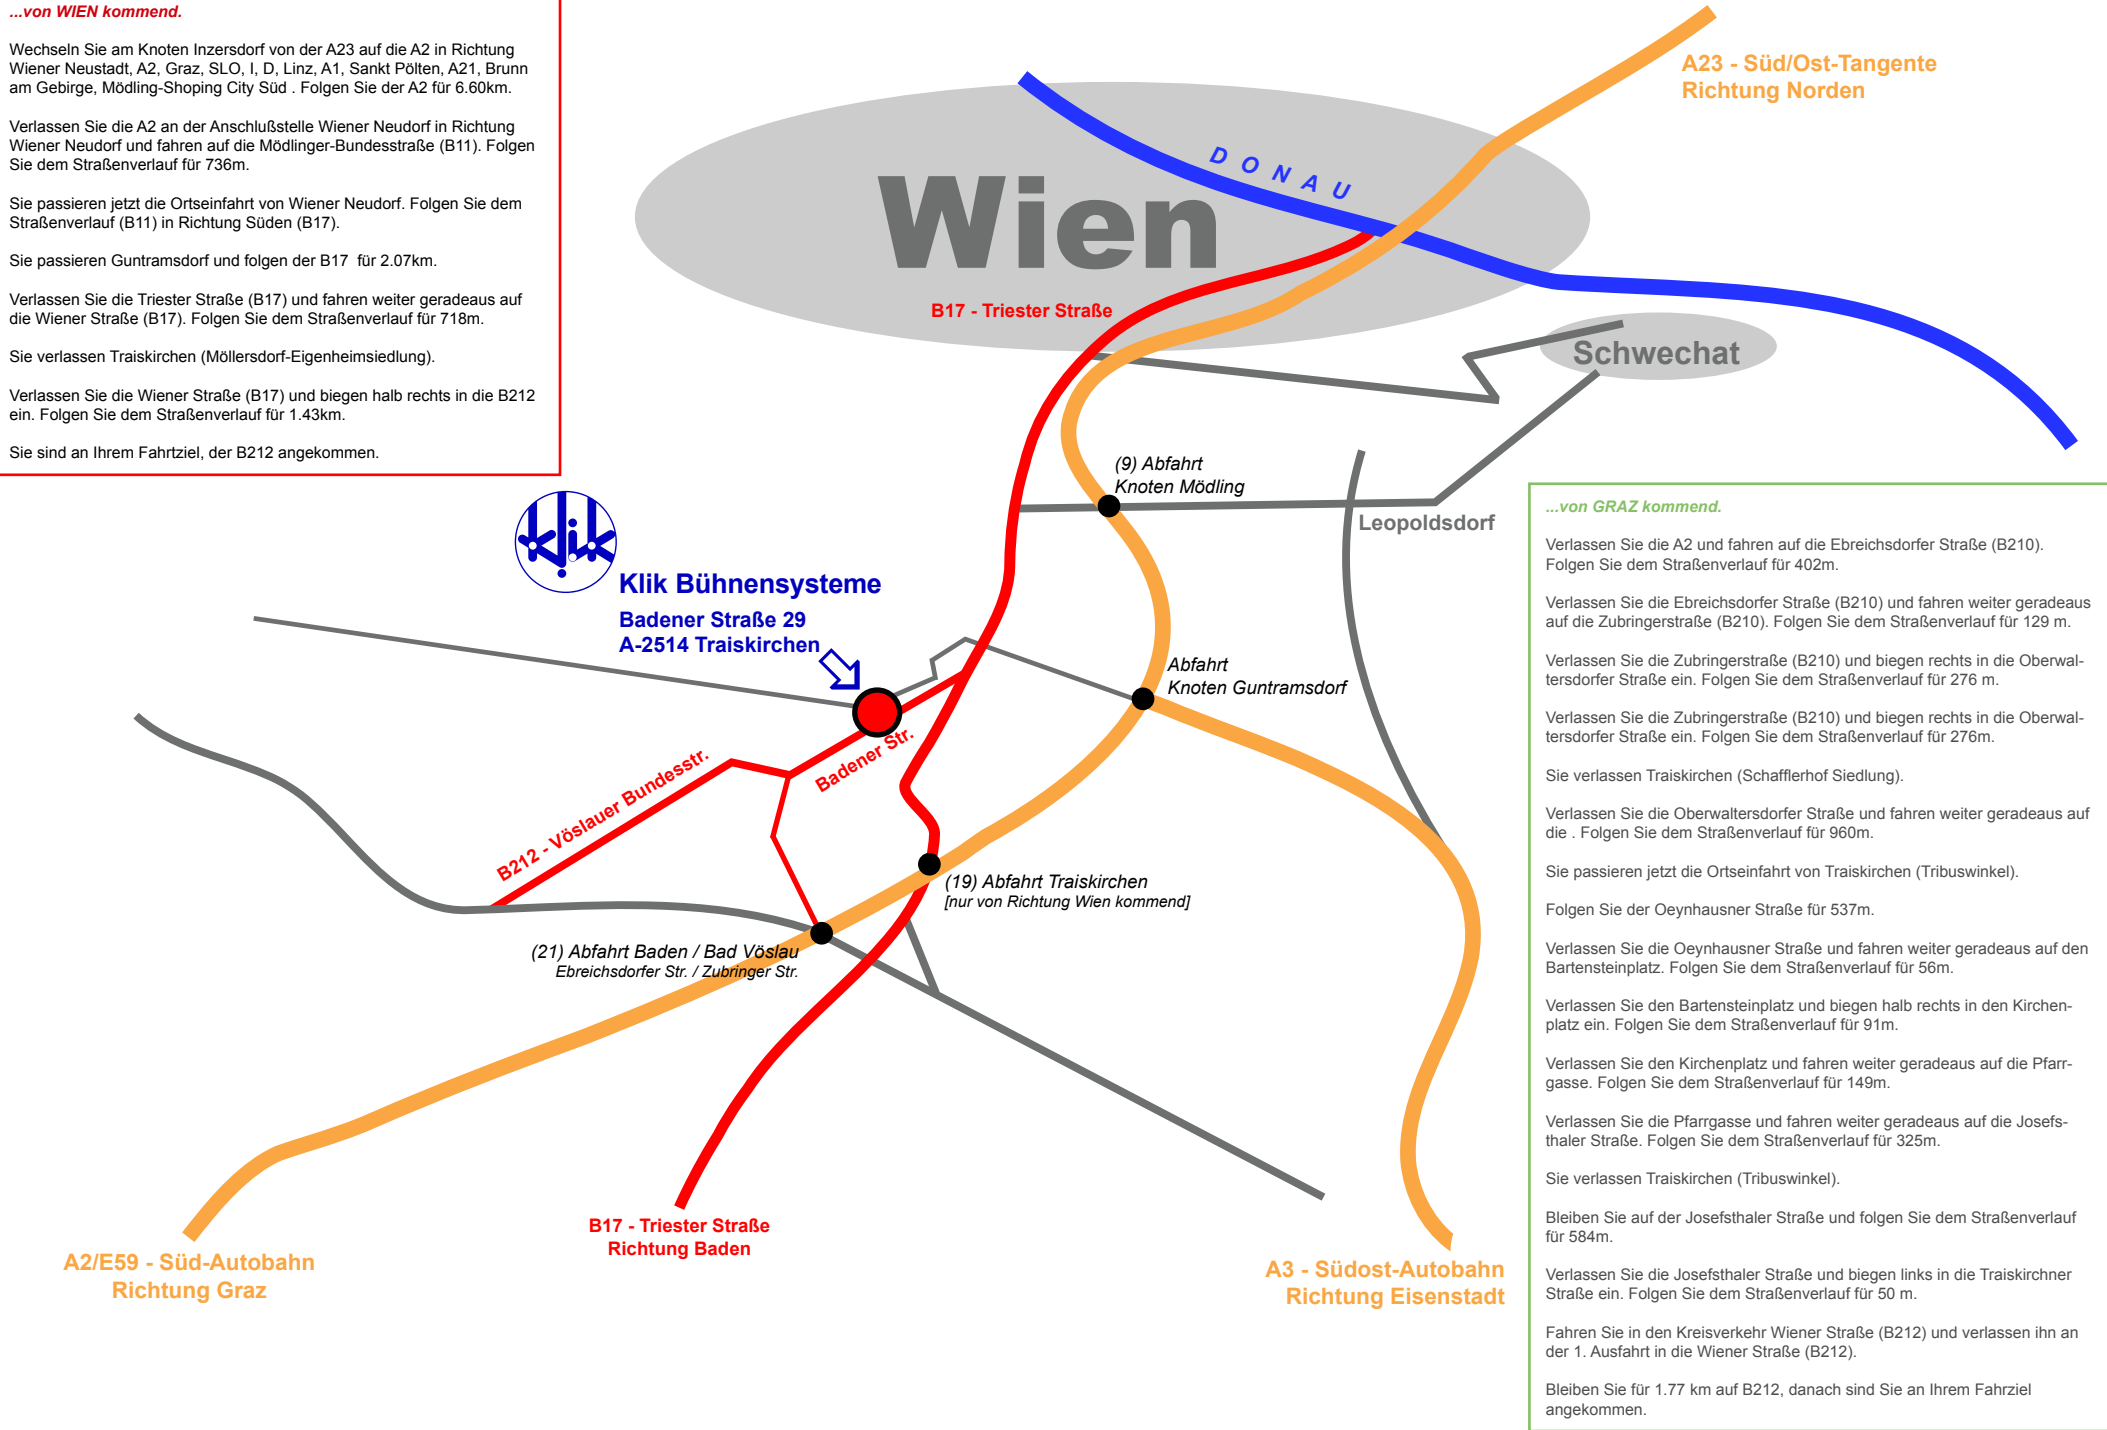 ...von WIEN kommend.
Wechseln Sie am Knoten Inzersdorf von der A23 auf die A2 in Richtung
Wiener Neustadt, A2, Graz, SLO, I, D, Linz, A1, Sankt Pölten, A21, Brunn
am Gebirge, Mödling-Shoping City Süd . Folgen Sie der A2 für 6.60km.
Verlassen Sie die A2 an der Anschlußstelle Wiener Neudorf in Richtung
Wiener Neudorf und fahren auf die Mödlinger-Bundesstraße (B11). Folgen
Sie dem Straßenverlauf für 736m.
Sie passieren jetzt die Ortseinfahrt von Wiener Neudorf. Folgen Sie dem
Straßenverlauf (B11) in Richtung Süden (B17).
Sie passieren Guntramsdorf und folgen der B17  für 2.07km.
Verlassen Sie die Triester Straße (B17) und fahren weiter geradeaus auf
die Wiener Straße (B17). Folgen Sie dem Straßenverlauf für 718m.
Sie verlassen Traiskirchen (Möllersdorf-Eigenheimsiedlung).
Verlassen Sie die Wiener Straße (B17) und biegen halb rechts in die B212
ein. Folgen Sie dem Straßenverlauf für 1.43km.
Sie sind an Ihrem Fahrtziel, der B212 angekommen.
A23 - Süd/Ost-Tangente
Richtung Norden
DONAU
Wien
B17 - Triester Straße
Schwechat
(9) Abfahrt
Knoten Mödling
Leopoldsdorf
klik
Klik Bühnensysteme
Badener Straße 29
A-2514 Traiskirchen
Abfahrt
Knoten Guntramsdorf
Badener Str.
B212 - Vöslauer Bundesstr.
(19) Abfahrt Traiskirchen
[nur von Richtung Wien kommend]
(21) Abfahrt Baden / Bad Vöslau
Ebreichsdorfer Str. / Zubringer Str.
B17 - Triester Straße
Richtung Baden
A2/E59 - Süd-Autobahn
Richtung Graz
A3 - Südost-Autobahn
Richtung Eisenstadt
...von GRAZ kommend.
Verlassen Sie die A2 und fahren auf die Ebreichsdorfer Straße (B210).
Folgen Sie dem Straßenverlauf für 402m.
Verlassen Sie die Ebreichsdorfer Straße (B210) und fahren weiter geradeaus
auf die Zubringerstraße (B210). Folgen Sie dem Straßenverlauf für 129 m.
Verlassen Sie die Zubringerstraße (B210) und biegen rechts in die Oberwal-
tersdorfer Straße ein. Folgen Sie dem Straßenverlauf für 276 m.
Verlassen Sie die Zubringerstraße (B210) und biegen rechts in die Oberwal-
tersdorfer Straße ein. Folgen Sie dem Straßenverlauf für 276m.
Sie verlassen Traiskirchen (Schafflerhof Siedlung).
Verlassen Sie die Oberwaltersdorfer Straße und fahren weiter geradeaus auf
die . Folgen Sie dem Straßenverlauf für 960m.
Sie passieren jetzt die Ortseinfahrt von Traiskirchen (Tribuswinkel).
Folgen Sie der Oeynhausner Straße für 537m.
Verlassen Sie die Oeynhausner Straße und fahren weiter geradeaus auf den
Bartensteinplatz. Folgen Sie dem Straßenverlauf für 56m.
Verlassen Sie den Bartensteinplatz und biegen halb rechts in den Kirchen-
platz ein. Folgen Sie dem Straßenverlauf für 91m.
Verlassen Sie den Kirchenplatz und fahren weiter geradeaus auf die Pfarr-
gasse. Folgen Sie dem Straßenverlauf für 149m.
Verlassen Sie die Pfarrgasse und fahren weiter geradeaus auf die Josefs-
thaler Straße. Folgen Sie dem Straßenverlauf für 325m.
Sie verlassen Traiskirchen (Tribuswinkel).
Bleiben Sie auf der Josefsthaler Straße und folgen Sie dem Straßenverlauf
für 584m.
Verlassen Sie die Josefsthaler Straße und biegen links in die Traiskirchner
Straße ein. Folgen Sie dem Straßenverlauf für 50 m.
Fahren Sie in den Kreisverkehr Wiener Straße (B212) und verlassen ihn an
der 1. Ausfahrt in die Wiener Straße (B212).
Bleiben Sie für 1.77 km auf B212, danach sind Sie an Ihrem Fahrziel
angekommen.